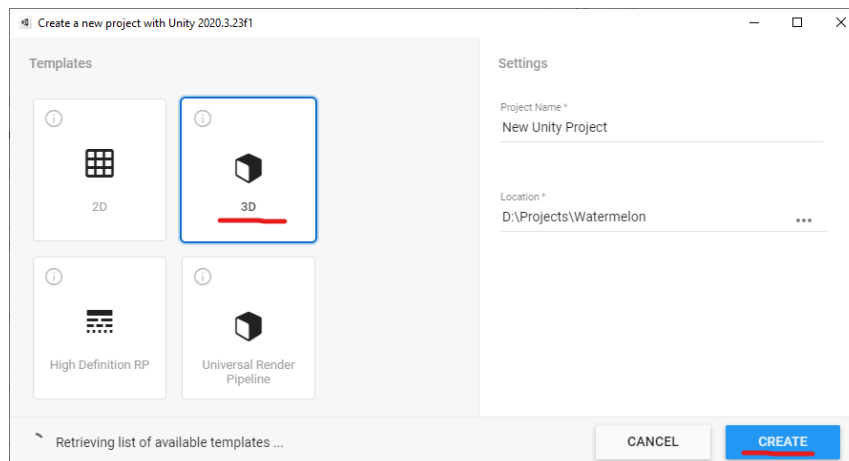 Create a new project with Unity 2020.3.23f1
Templates
2D
3D
High Definition RP
Universal Render
Pipeline
Settings
Project Name *
New Unity Project
Location *
D:\Projects\Watermelon
Retrieving list of available templates ...
CANCEL
CREATE